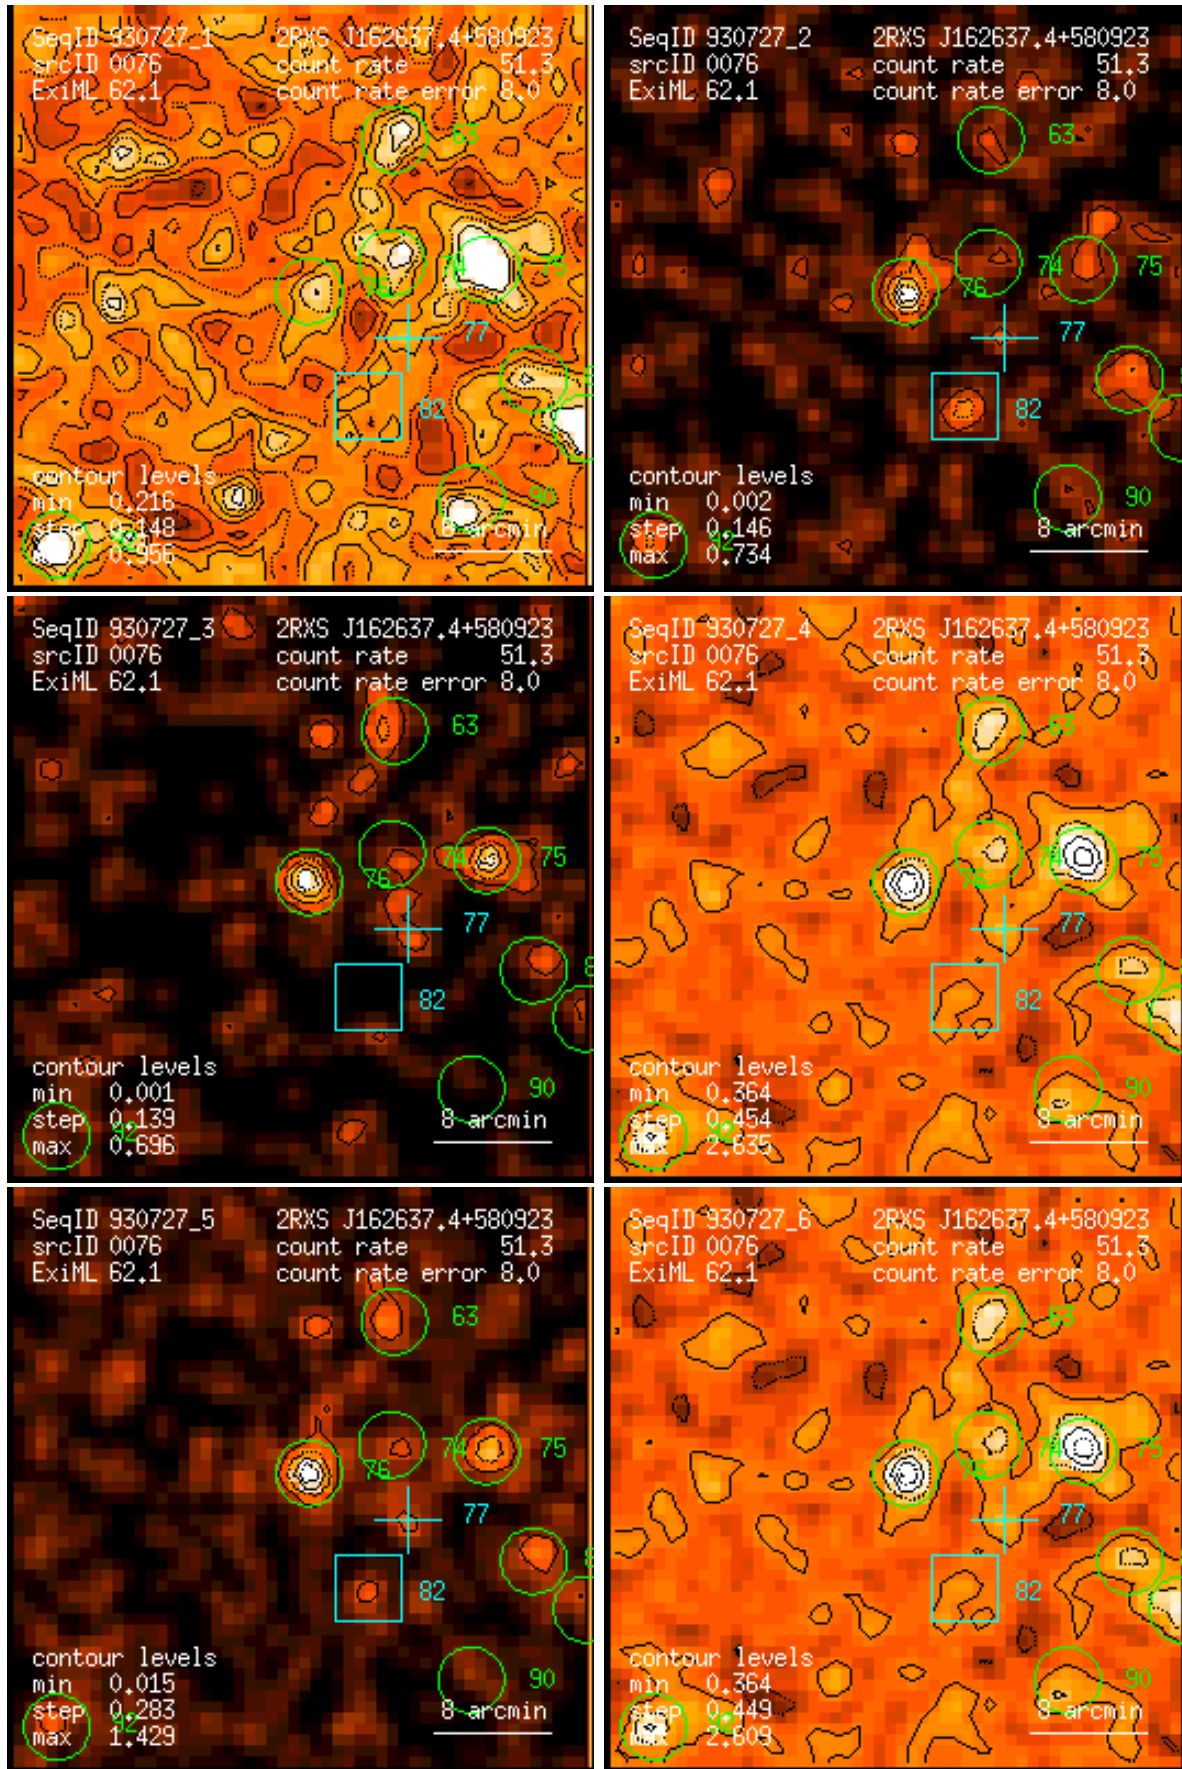 SeqID 930727_1 2RXS J162637.4+580923
srcID 0076 count rate 51.3
ExiML 62.1 count rate error 8.0
63
74 75
76
77
82
contour levels
min 0.216
90
step 0.148 8 arcmin
92
max 0.956
SeqID 930727_2 2RXS J162637.4+580923
srcID 0076 count rate 51.3
ExiML 62.1 count rate error 8.0
63
74 75
76
77
82
contour levels
min 0.002
90
step 0.146 8 arcmin
92
max 0.734
SeqID 930727_3 2RXS J162637.4+580923
srcID 0076 count rate 51.3
ExiML 62.1 count rate error 8.0
63
74 75
76
77
82
contour levels
min 0.001
90
step 0.139 8 arcmin
92
max 0.696
SeqID 930727_4 2RXS J162637.4+580923
srcID 0076 count rate 51.3
ExiML 62.1 count rate error 8.0
63
74 75
76
77
82
contour levels
min 0.364
90
step 0.454 8 arcmin
92
max 2.635
SeqID 930727_5 2RXS J162637.4+580923
srcID 0076 count rate 51.3
ExiML 62.1 count rate error 8.0
63
74 75
76
77
82
contour levels
min 0.015
90
step 0.283 8 arcmin
92
max 1.429
SeqID 930727_6 2RXS J162637.4+580923
srcID 0076 count rate 51.3
ExiML 62.1 count rate error 8.0
63
74 75
76
77
82
contour levels
min 0.364
90
step 0.449 8 arcmin
92
max 2.609